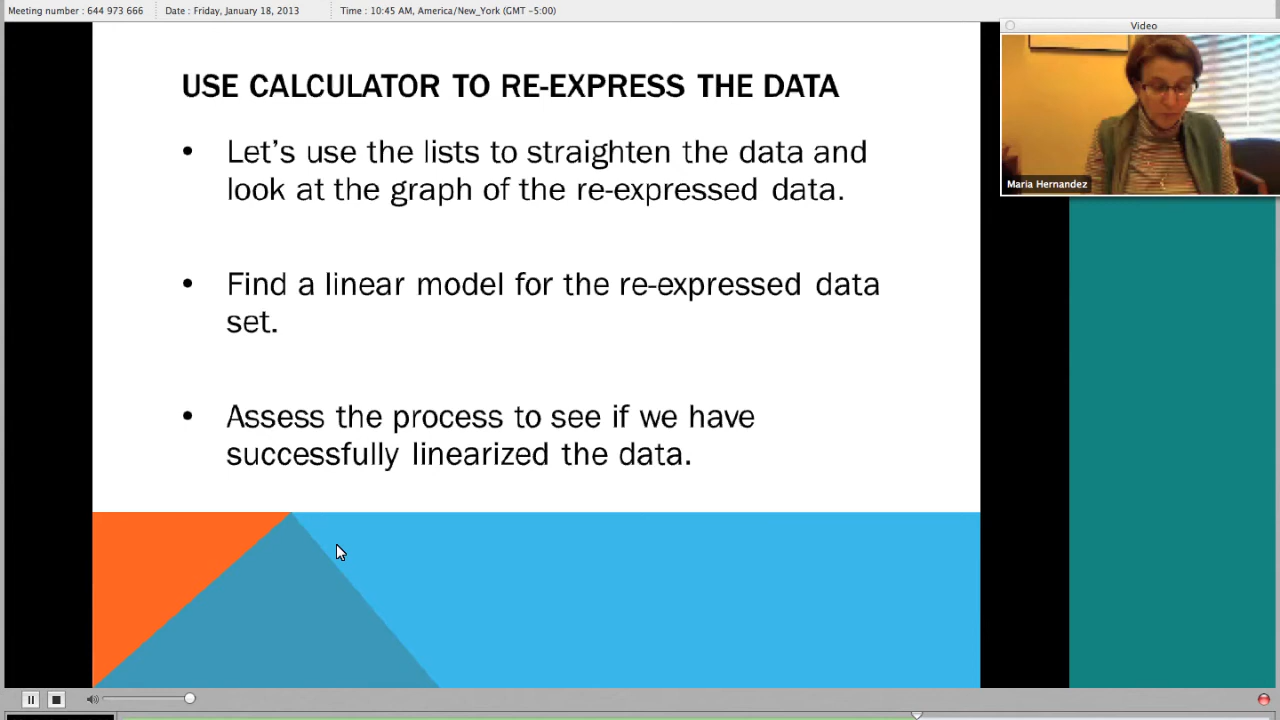 Meeting number : 644 973 666 Date : Friday, January 18, 2013 Time : 10:45 AM, America/New_York (GMT -5:00)
Video
Maria Hernandez
USE CALCULATOR TO RE-EXPRESS THE DATA
• Let’s use the lists to straighten the data and
look at the graph of the re-expressed data.
• Find a linear model for the re-expressed data
set.
• Assess the process to see if we have
successfully linearized the data.